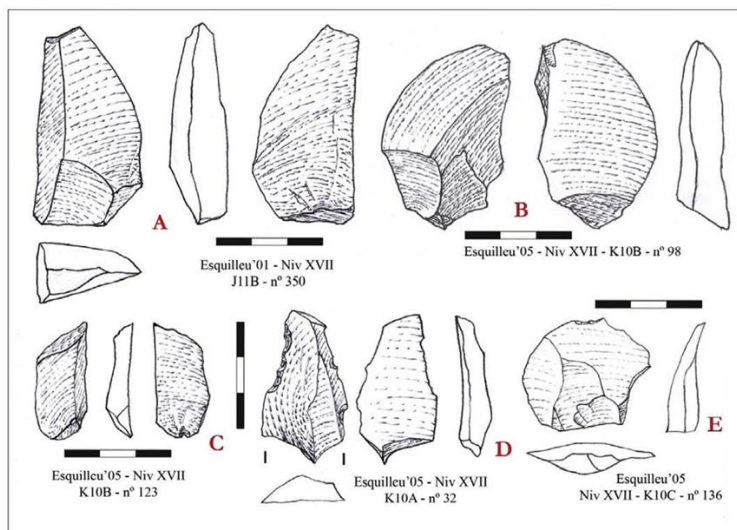 A
B
Esquilleu'01 - Niv XVII
J11B - nº 350
Esquilleu'05 - Niv XVII - K10B - nº 98
C
D
E
Esquilleu'05 - Niv XVII
K10B - nº 123
Esquilleu'05 - Niv XVII
K10A - nº 32
Esquilleu'05
Niv XVII - K10C - nº 136